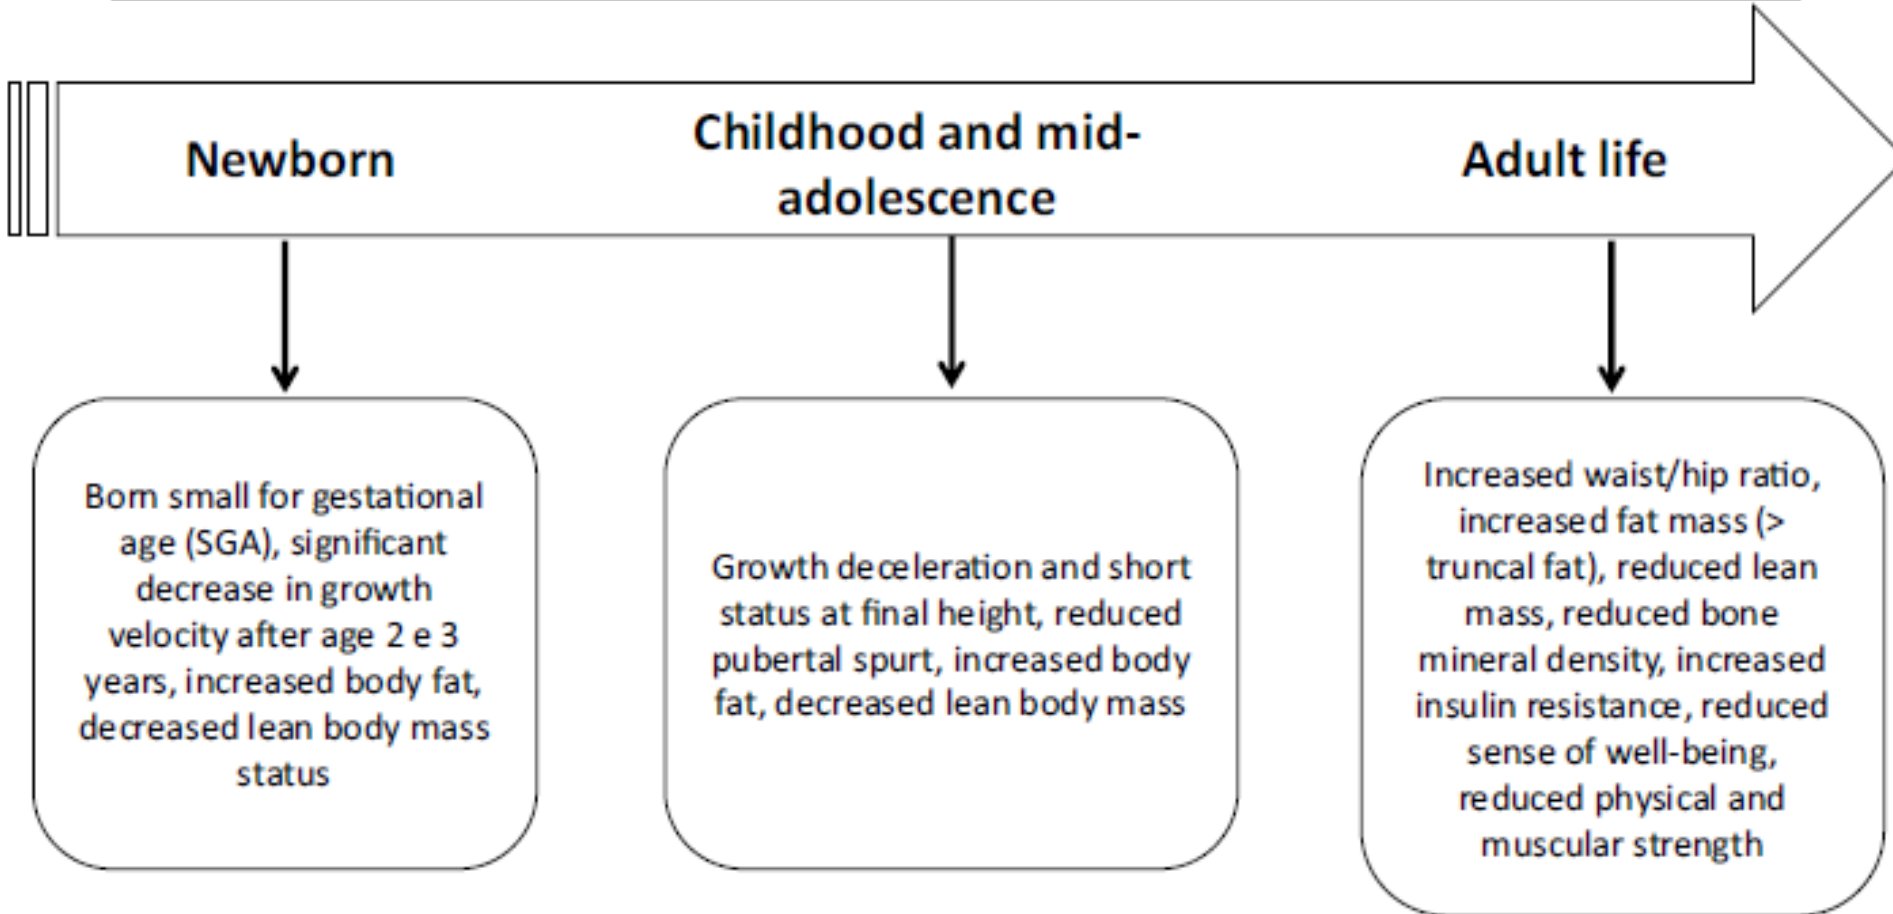 Newborn
Childhood and mid-
adolescence
Adult life
Born small for gestational
age (SGA), significant
decrease in growth
velocity after age 2 e 3
years, increased body fat,
decreased lean body mass
status
Growth deceleration and short
status at final height, reduced
pubertal spurt, increased body
fat, decreased lean body mass
Increased waist/hip ratio,
increased fat mass (>
truncal fat), reduced lean
mass, reduced bone
mineral density, increased
insulin resistance, reduced
sense of well-being,
reduced physical and
muscular strength